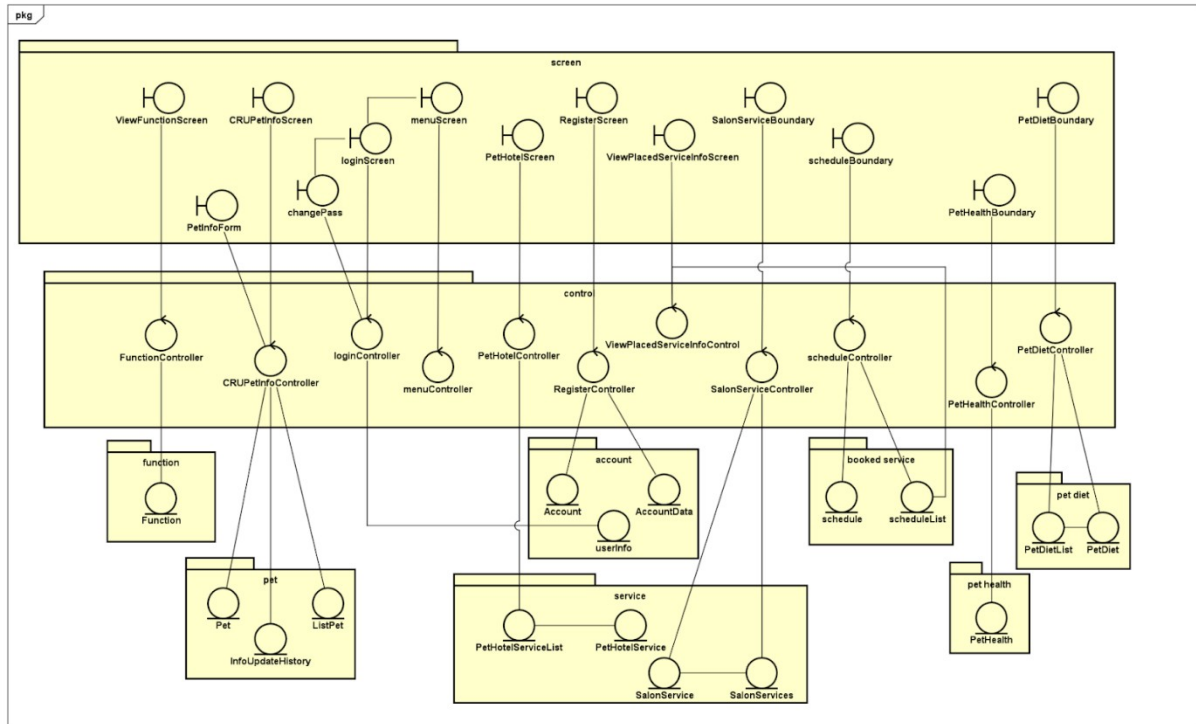 pkg
screen
ViewFunctionScreen
CRUPetInfoScreen
menuScreen
RegisterScreen
SalonServiceBoundary
PetDietBoundary
loginScreen
PetHotelScreen
ViewPlacedServiceInfoScreen
scheduleBoundary
changePass
PetInfoForm
PetHealthBoundary
control
FunctionController
loginController
PetHotelController
ViewPlacedServiceInfoControl
scheduleController
PetDietController
CRUPetInfoController
menuController
RegisterController
SalonServiceController
PetHealthController
function
Function
account
Account
AccountData
userInfo
booked service
schedule
scheduleList
pet diet
PetDietList
PetDiet
pet
Pet
ListPet
InfoUpdateHistory
service
PetHotelServiceList
PetHotelService
SalonService
SalonServices
pet health
PetHealth